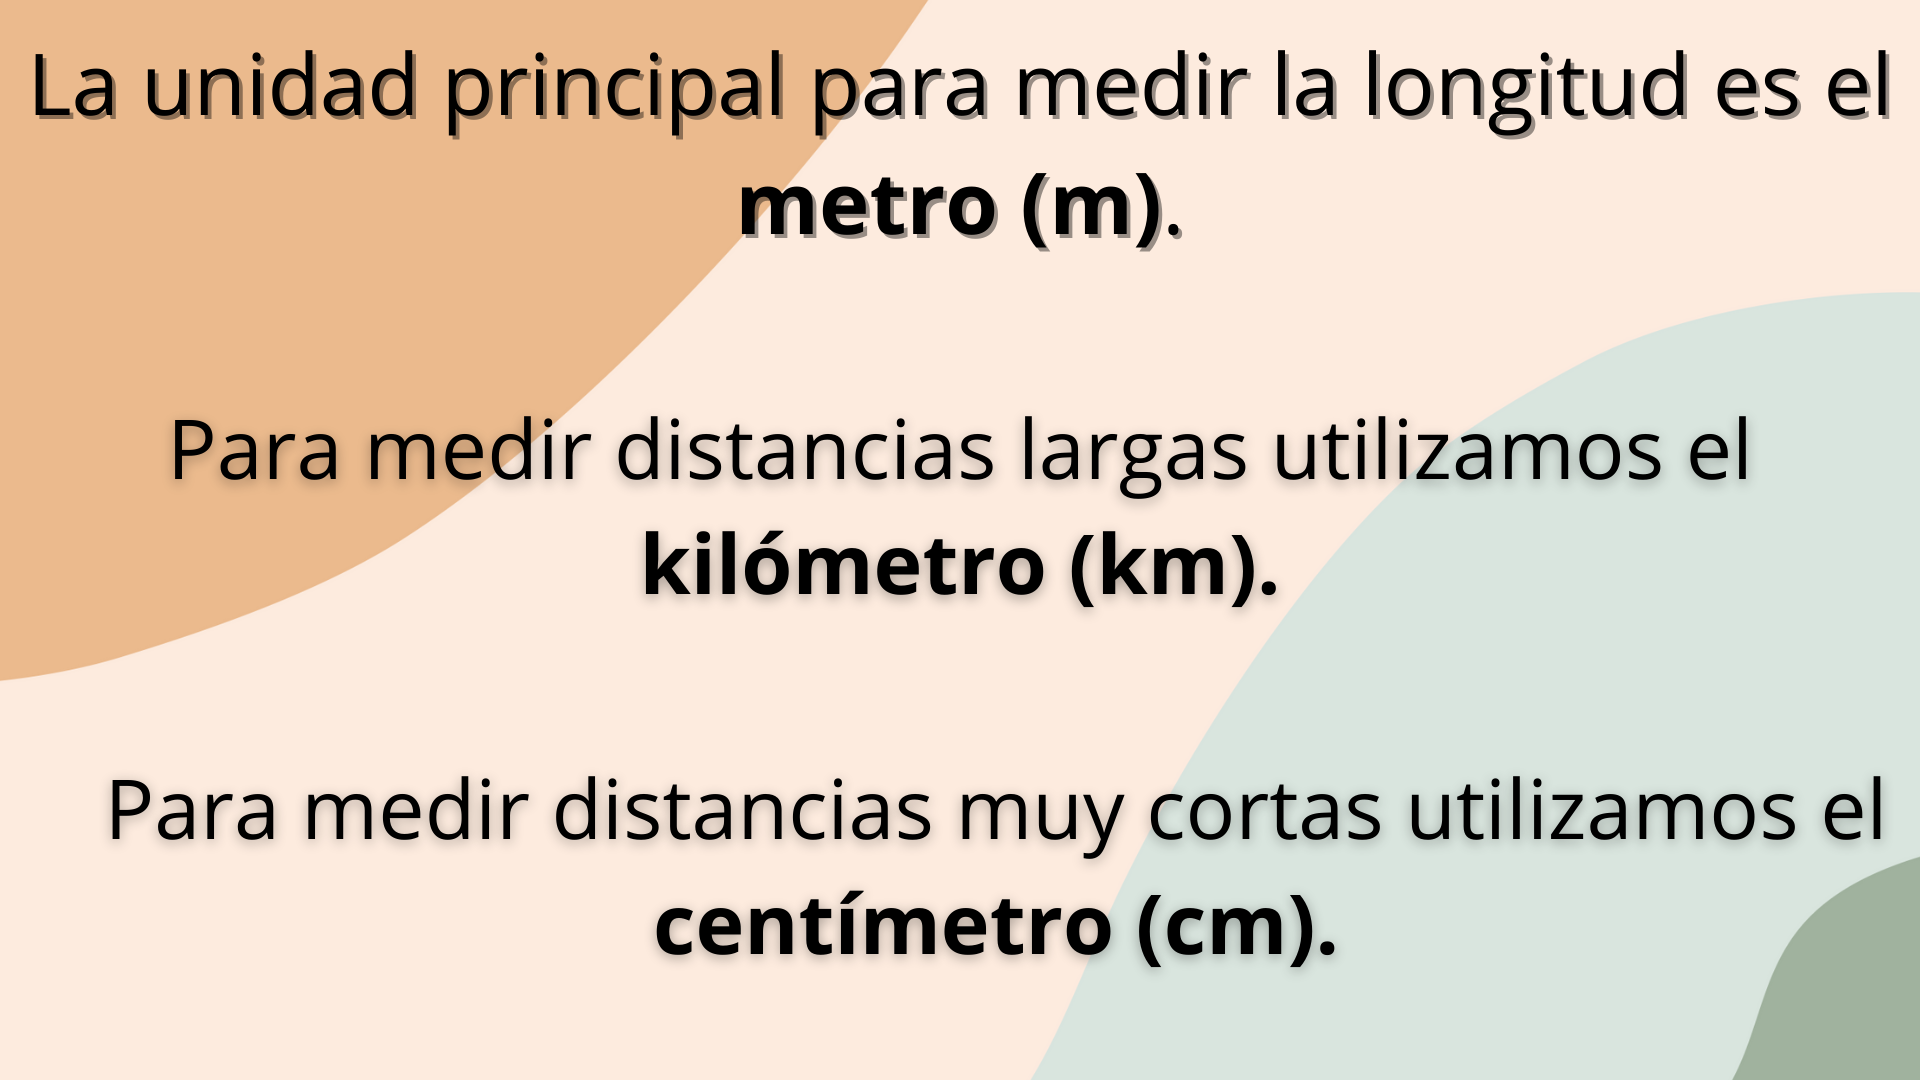 La unidad principal para medir la longitud es el
metro (m).
Para medir distancias largas utilizamos el
kilómetro (km).
Para medir distancias muy cortas utilizamos el
centímetro (cm).